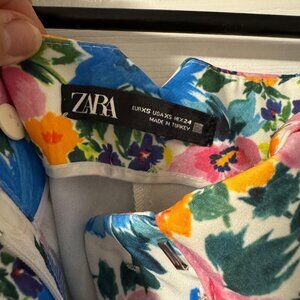 ZARA
EUR XS USA XS MEX 24
MADE IN TURKEY